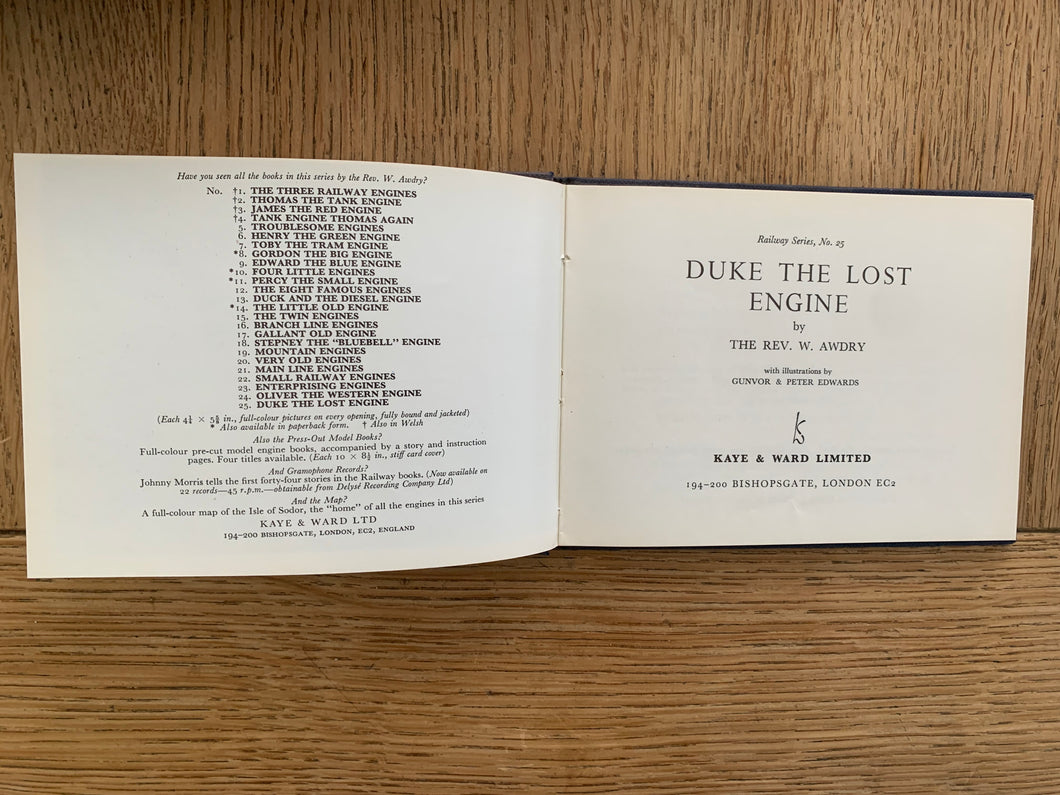 Have you seen all the books in this series by the Rev. W. Awdry?
No. †1. THE THREE RAILWAY ENGINES
†2. THOMAS THE TANK ENGINE
†3. JAMES THE RED ENGINE
†4. TANK ENGINE THOMAS AGAIN
5. TROUBLESOME ENGINES
6. HENRY THE GREEN ENGINE
7. TOBY THE TRAM ENGINE
*8. GORDON THE BIG ENGINE
9. EDWARD THE BLUE ENGINE
*10. FOUR LITTLE ENGINES
*11. PERCY THE SMALL ENGINE
12. THE EIGHT FAMOUS ENGINES
13. DUCK AND THE DIESEL ENGINE
*14. THE LITTLE OLD ENGINE
15. THE TWIN ENGINES
16. BRANCH LINE ENGINES
17. GALLANT OLD ENGINE
18. STEPNEY THE "BLUEBELL" ENGINE
19. MOUNTAIN ENGINES
20. VERY OLD ENGINES
21. MAIN LINE ENGINES
22. SMALL RAILWAY ENGINES
23. ENTERPRISING ENGINES
24. OLIVER THE WESTERN ENGINE
25. DUKE THE LOST ENGINE
(Each 4¼ × 5⅝ in., full-colour pictures on every opening, fully bound and jacketed)
* Also available in paperback form. † Also in Welsh
Also the Press-Out Model Books?
Full-colour pre-cut model engine books, accompanied by a story and instruction
pages. Four titles available. (Each 10 × 8½ in., stiff card cover)
And Gramophone Records?
Johnny Morris tells the first forty-four stories in the Railway books. (Now available on
22 records—45 r.p.m.—obtainable from Delysé Recording Company Ltd)
And the Map?
A full-colour map of the Isle of Sodor, the "home" of all the engines in this series
KAYE & WARD LTD
194-200 BISHOPSGATE, LONDON, EC2, ENGLAND
Railway Series, No. 25
DUKE THE LOST
ENGINE
by
THE REV. W. AWDRY
with illustrations by
GUNVOR & PETER EDWARDS
KAYE & WARD LIMITED
194-200 BISHOPSGATE, LONDON EC2